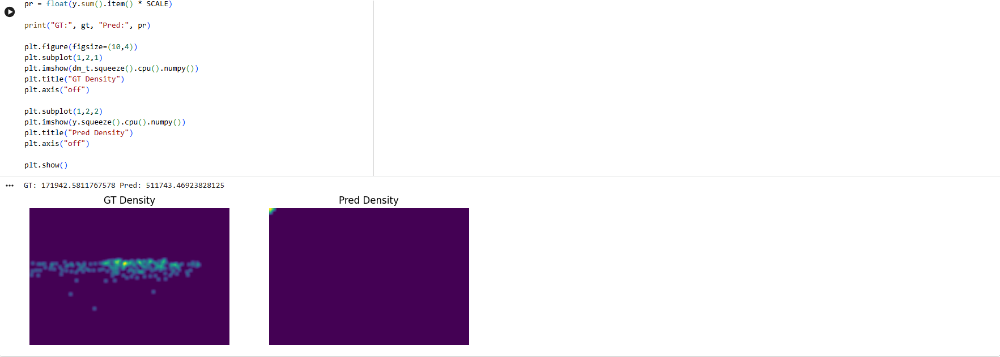 pr = float(y.sum().item() * SCALE)
print("GT:", gt, "Pred:", pr)
plt.figure(figsize=(10,4))
plt.subplot(1,2,1)
plt.imshow(dm_t.squeeze().cpu().numpy())
plt.title("GT Density")
plt.axis("off")
plt.subplot(1,2,2)
plt.imshow(y.squeeze().cpu().numpy())
plt.title("Pred Density")
plt.axis("off")
plt.show()
GT: 171942.5811767578 Pred: 511743.46923828125
GT Density
Pred Density